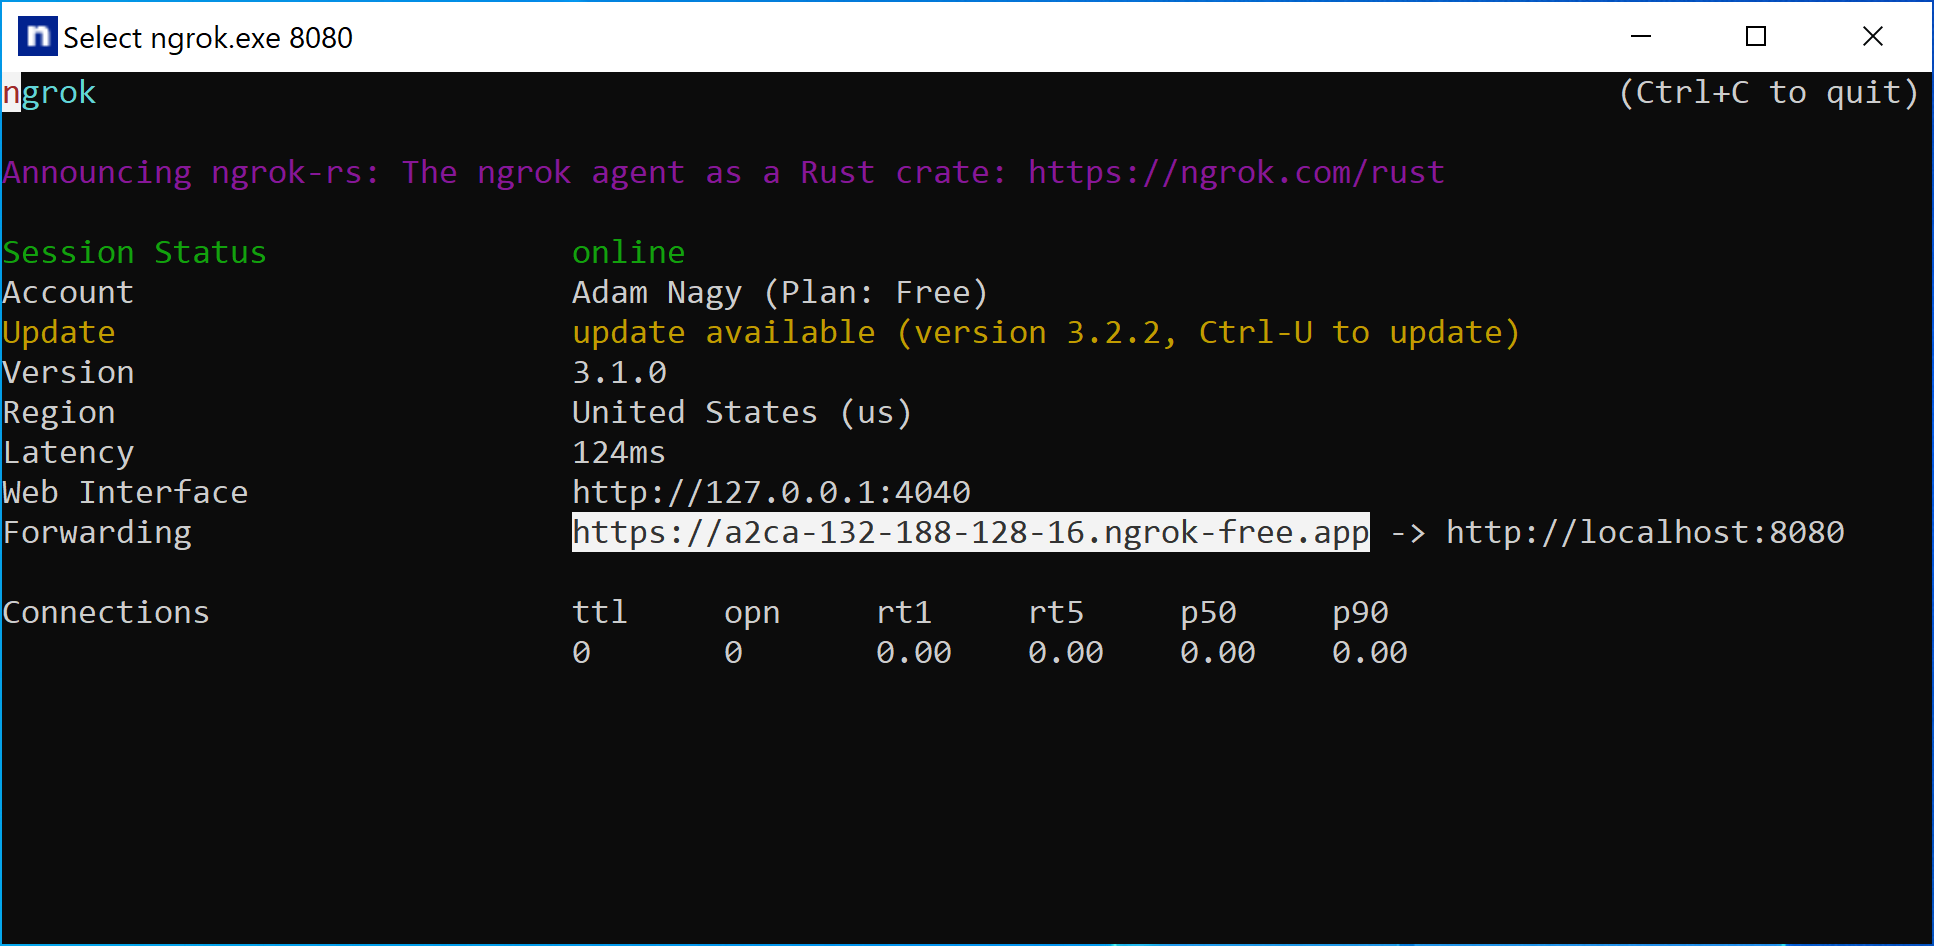 Select ngrok.exe 8080
ngrok (Ctrl+C to quit)
Announcing ngrok-rs: The ngrok agent as a Rust crate: https://ngrok.com/rust
Session Status online
Account Adam Nagy (Plan: Free)
Update update available (version 3.2.2, Ctrl-U to update)
Version 3.1.0
Region United States (us)
Latency 124ms
Web Interface http://127.0.0.1:4040
Forwarding https://a2ca-132-188-128-16.ngrok-free.app -> http://localhost:8080
Connections ttl opn rt1 rt5 p50 p90
0 0 0.00 0.00 0.00 0.00